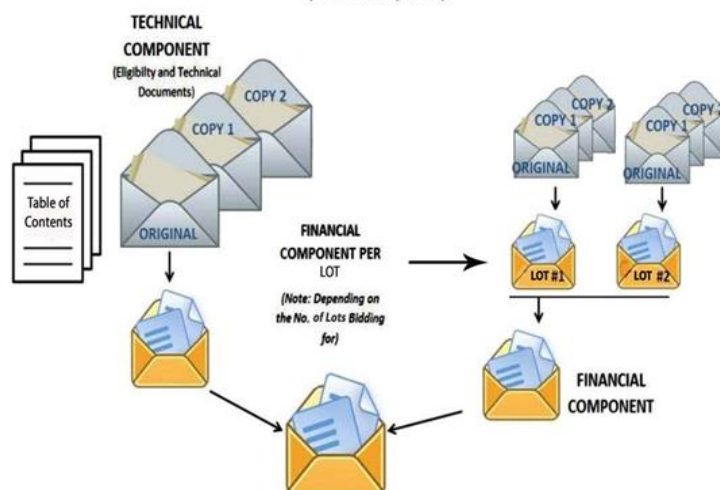 TECHNICAL
COMPONENT
(Eligibilty and Technical
Documents)
COPY 2
COPY 1
ORIGINAL
Table of
Contents
FINANCIAL
COMPONENT PER
LOT
(Note: Depending on
the No. of Lots Bidding
for)
COPY 2
COPY 1
ORIGINAL
COPY
COPY 1
ORIGINAL
LOT #1
LOT #2
FINANCIAL
COMPONENT